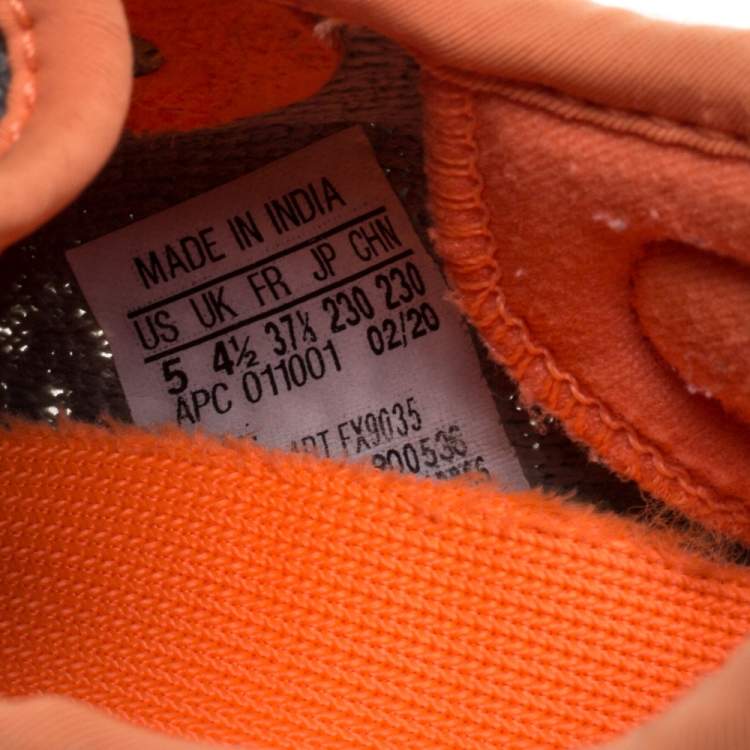 MADE IN INDIA
US UK FR JP CHN
5 4½ 37⅓ 230 230
APC 011001 02/20
ART FX9035
800536